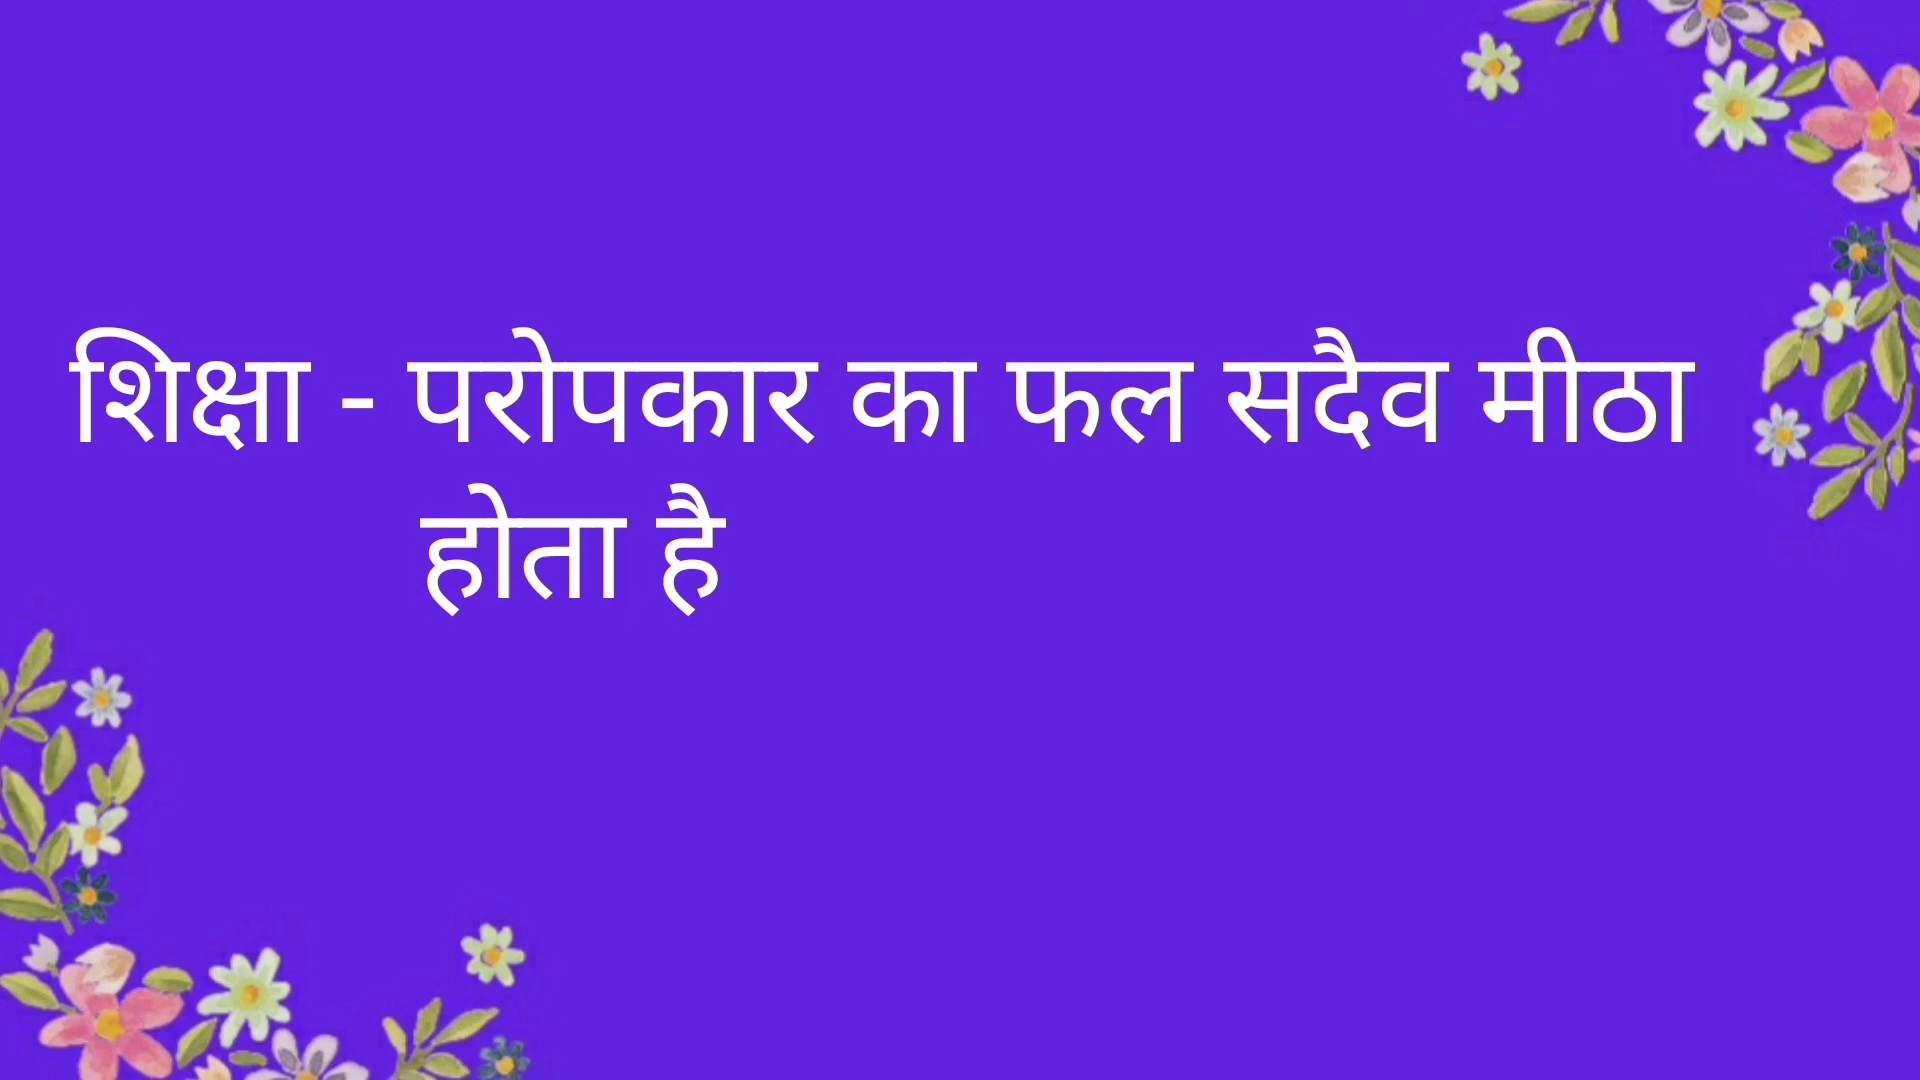 शिक्षा - परोपकार का फल सदैव मीठा
होता है